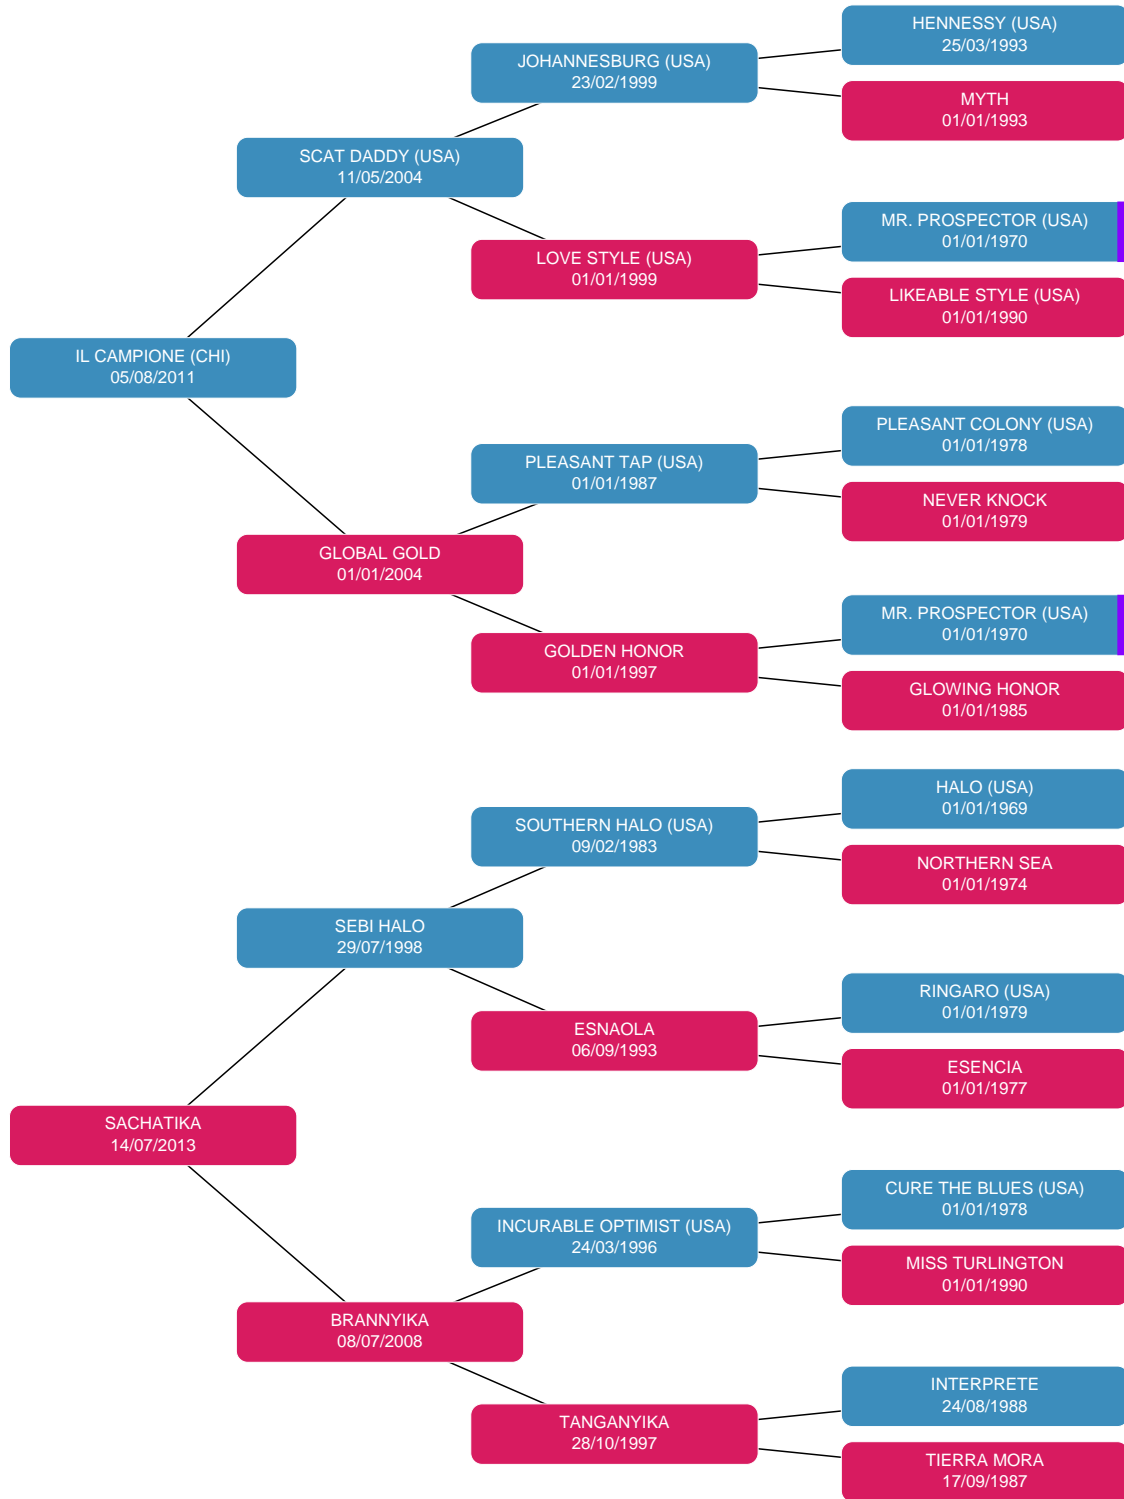 HENNESSY (USA)
25/03/1993
JOHANNESBURG (USA)
23/02/1999
MYTH
01/01/1993
SCAT DADDY (USA)
11/05/2004
MR. PROSPECTOR (USA)
01/01/1970
LOVE STYLE (USA)
01/01/1999
LIKEABLE STYLE (USA)
01/01/1990
IL CAMPIONE (CHI)
05/08/2011
PLEASANT COLONY (USA)
01/01/1978
PLEASANT TAP (USA)
01/01/1987
NEVER KNOCK
01/01/1979
GLOBAL GOLD
01/01/2004
MR. PROSPECTOR (USA)
01/01/1970
GOLDEN HONOR
01/01/1997
GLOWING HONOR
01/01/1985
HALO (USA)
01/01/1969
SOUTHERN HALO (USA)
09/02/1983
NORTHERN SEA
01/01/1974
SEBI HALO
29/07/1998
RINGARO (USA)
01/01/1979
ESNAOLA
06/09/1993
ESENCIA
01/01/1977
SACHATIKA
14/07/2013
CURE THE BLUES (USA)
01/01/1978
INCURABLE OPTIMIST (USA)
24/03/1996
MISS TURLINGTON
01/01/1990
BRANNYIKA
08/07/2008
INTERPRETE
24/08/1988
TANGANYIKA
28/10/1997
TIERRA MORA
17/09/1987